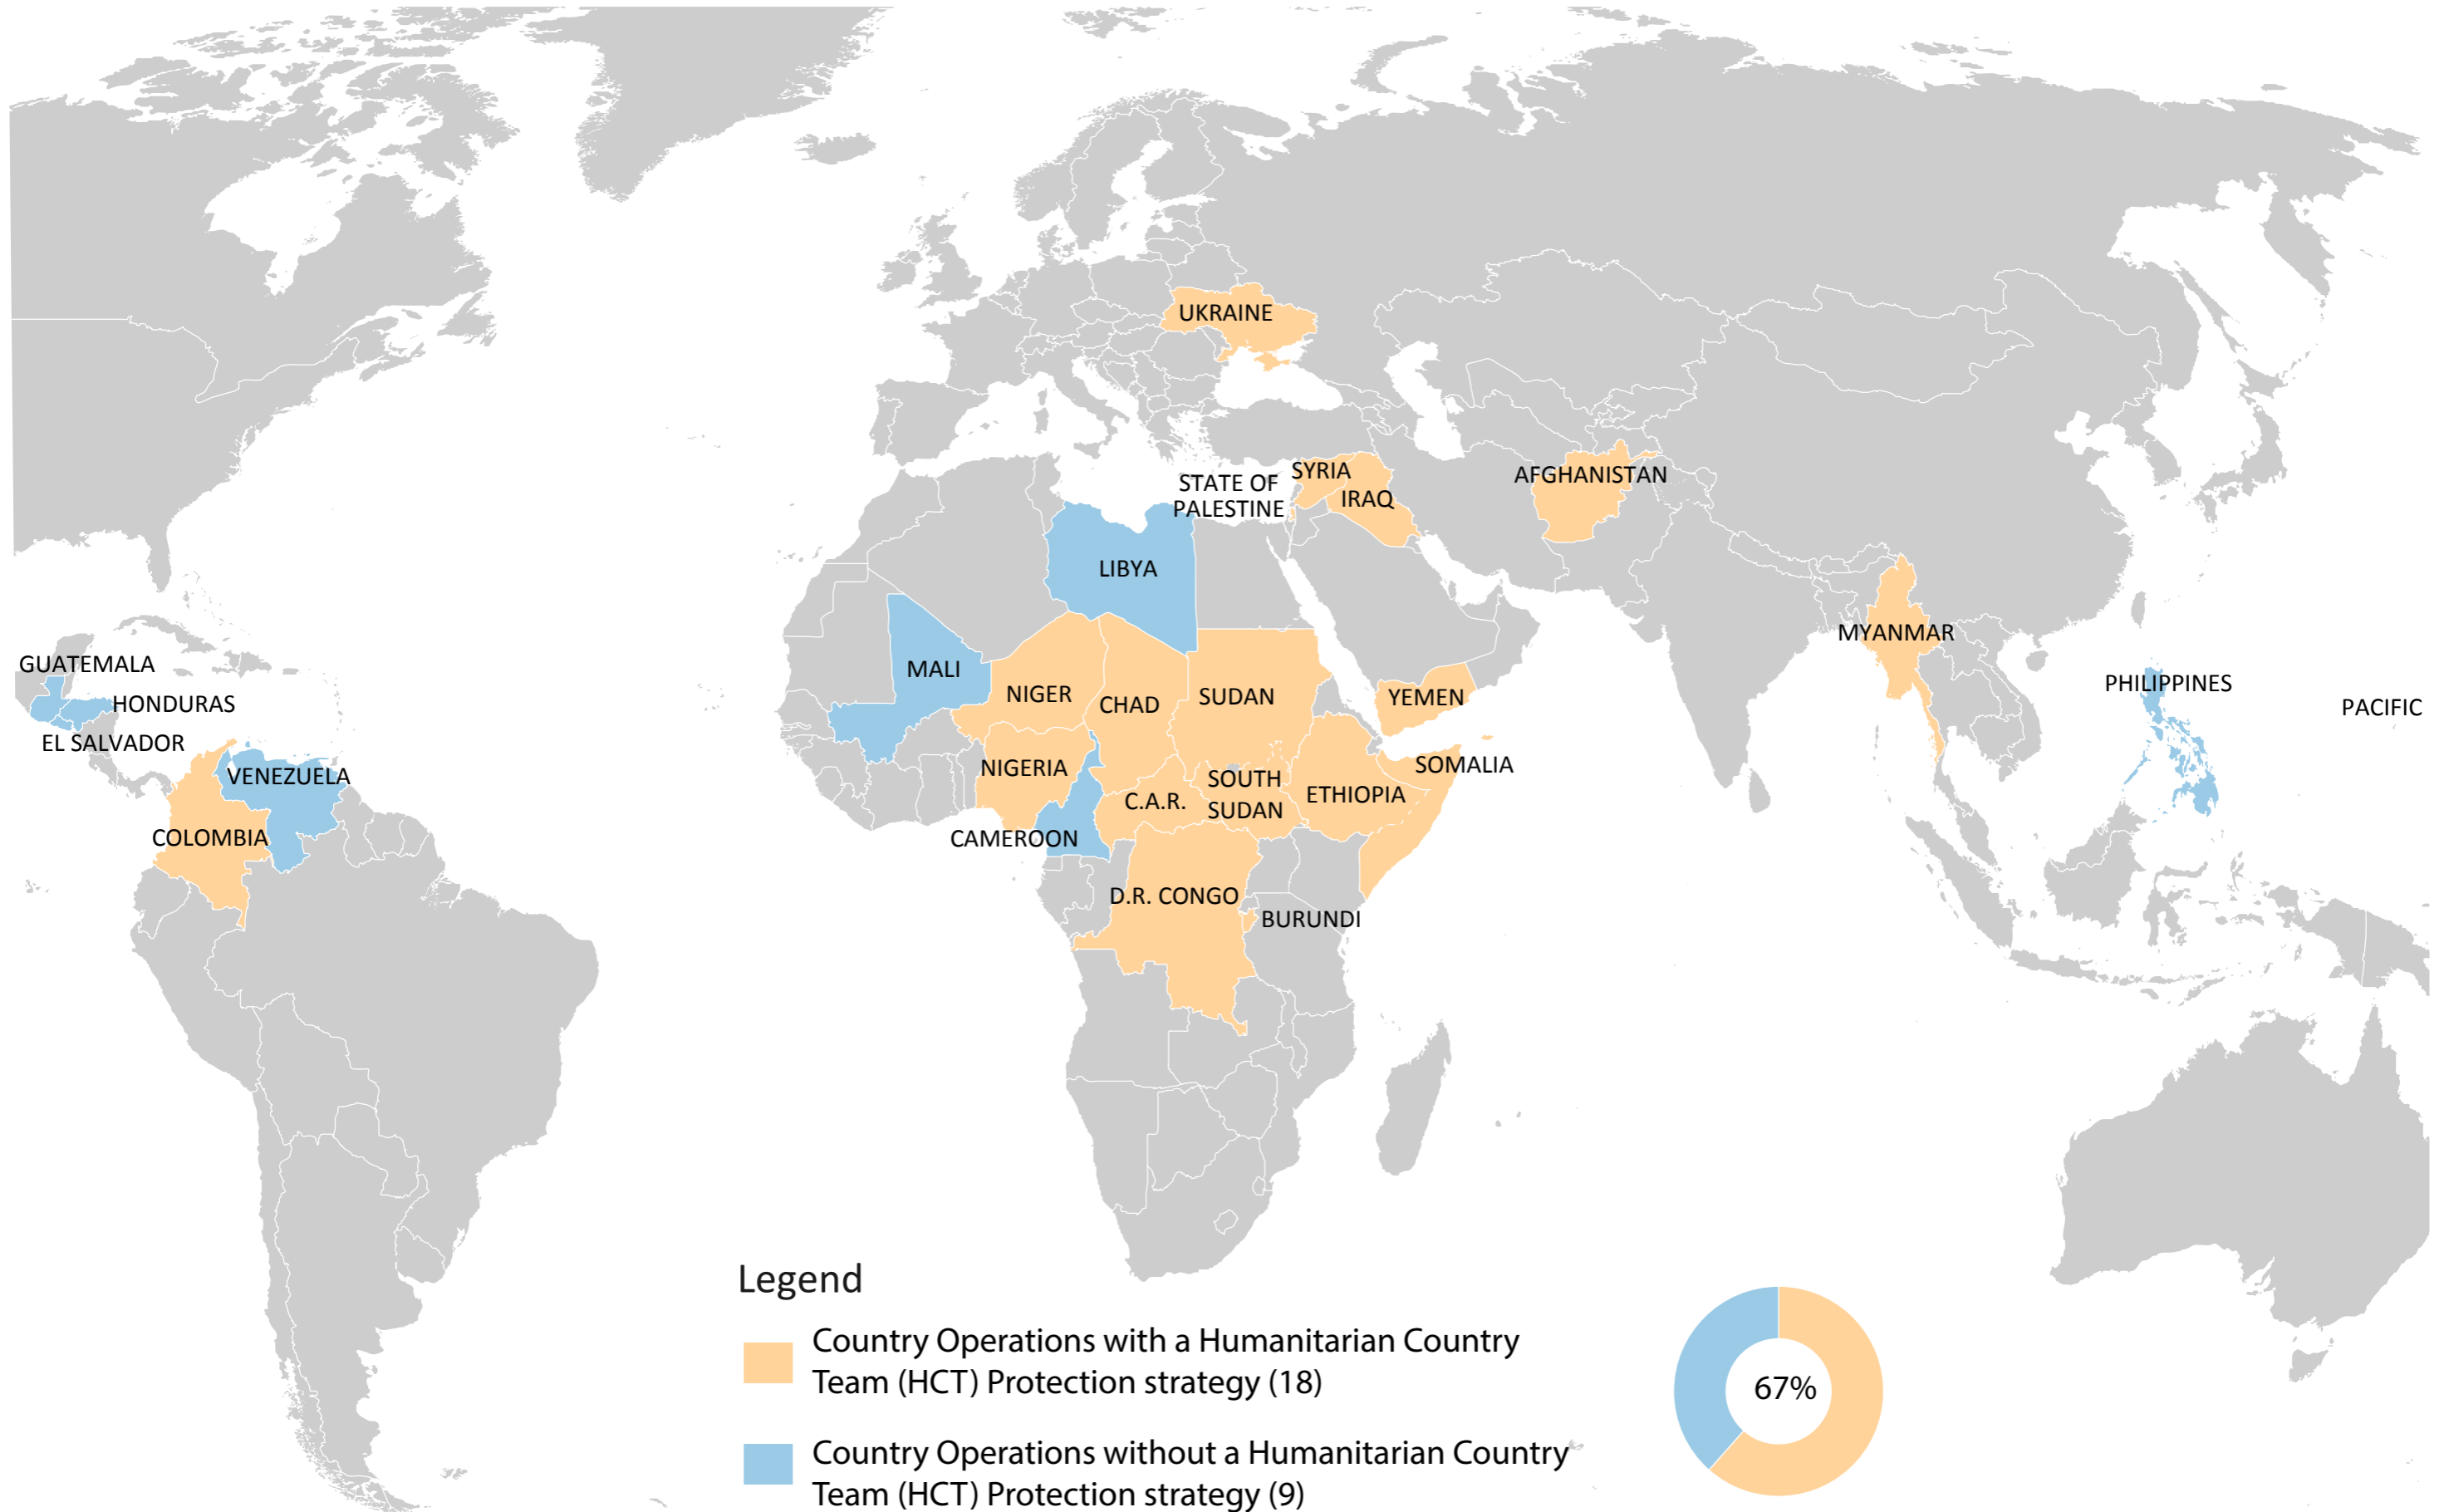 UKRAINE
SYRIA
AFGHANISTAN
STATE OF
PALESTINE
IRAQ
LIBYA
MYANMAR
GUATEMALA
MALI
PHILIPPINES
NIGER
SUDAN
YEMEN
HONDURAS
CHAD
PACIFIC
EL SALVADOR
SOMALIA
NIGERIA
VENEZUELA
SOUTH
SUDAN
ETHIOPIA
C.A.R.
COLOMBIA
CAMEROON
D.R. CONGO
BURUNDI
Legend
Country Operations with a Humanitarian Country
Team (HCT) Protection strategy (18)
67%
Country Operations without a Humanitarian Country
Team (HCT) Protection strategy (9)